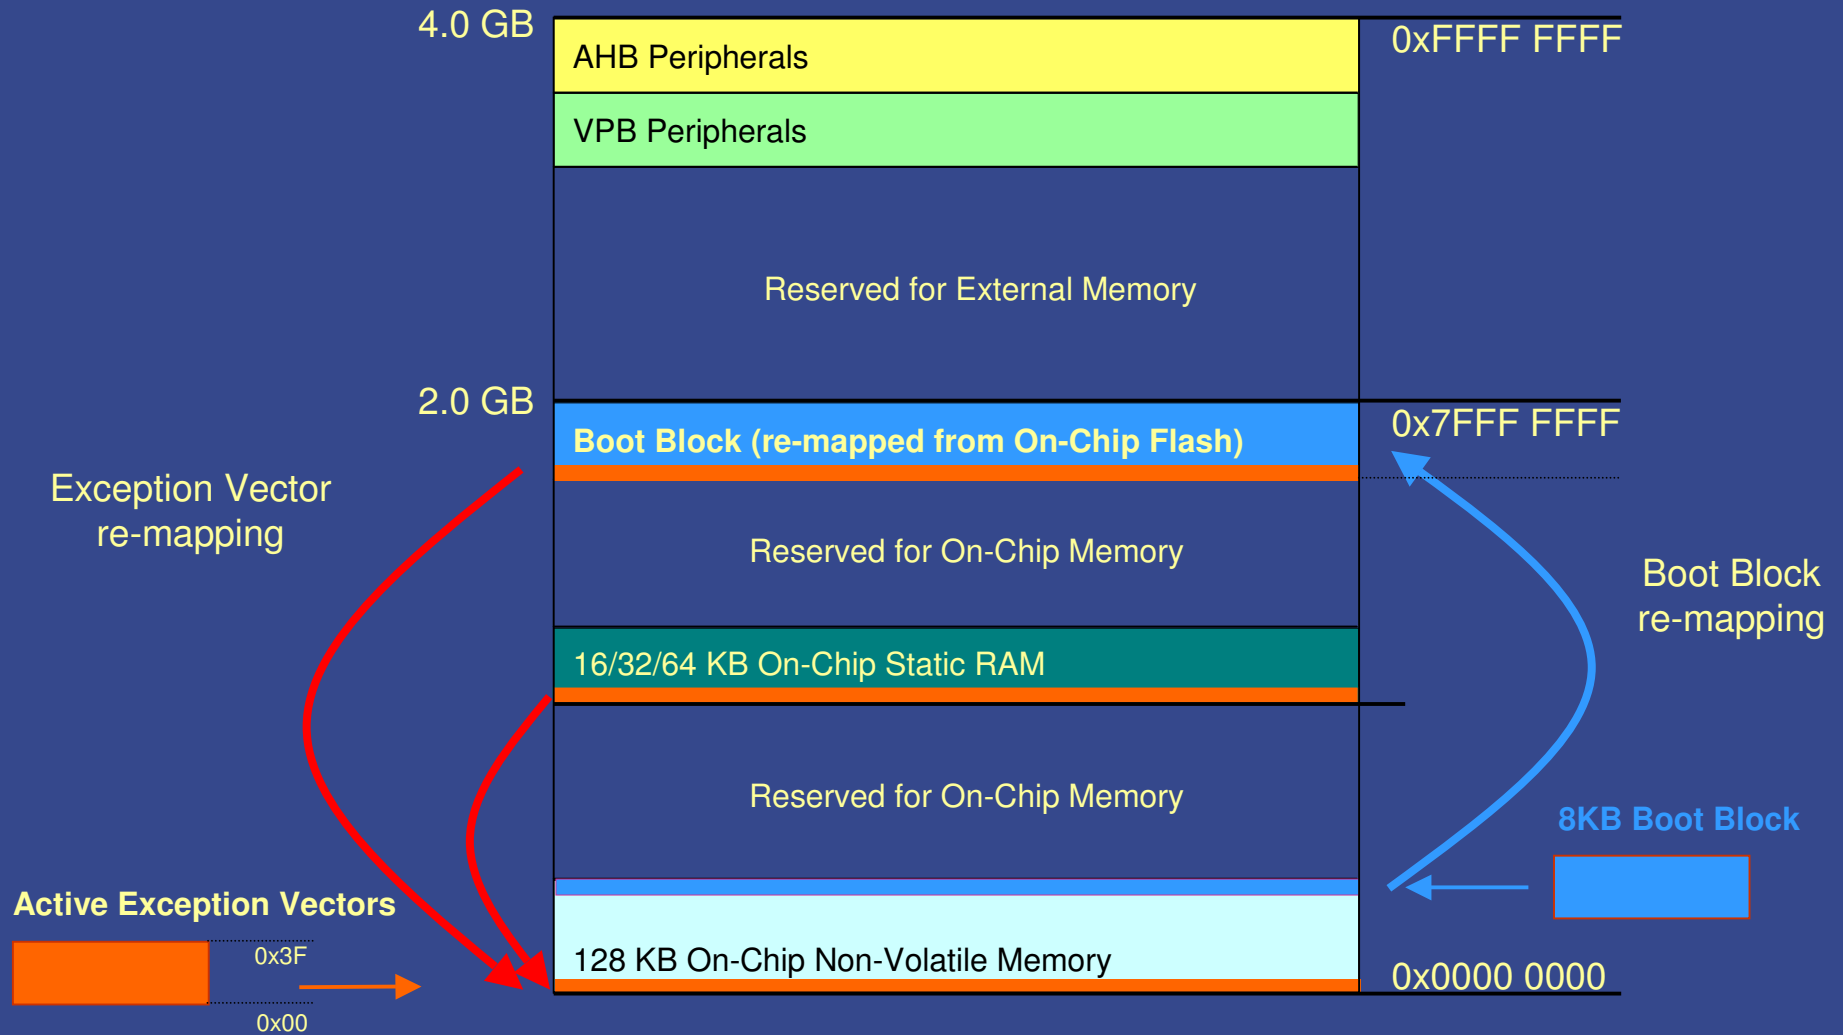 4.0 GB
0xFFFF FFFF
AHB Peripherals
VPB Peripherals
Reserved for External Memory
2.0 GB
0x7FFF FFFF
Boot Block (re-mapped from On-Chip Flash)
Exception Vector
re-mapping
Reserved for On-Chip Memory
Boot Block
re-mapping
16/32/64 KB On-Chip Static RAM
Reserved for On-Chip Memory
8KB Boot Block
Active Exception Vectors
0x3F
0x00
128 KB On-Chip Non-Volatile Memory
0x0000 0000